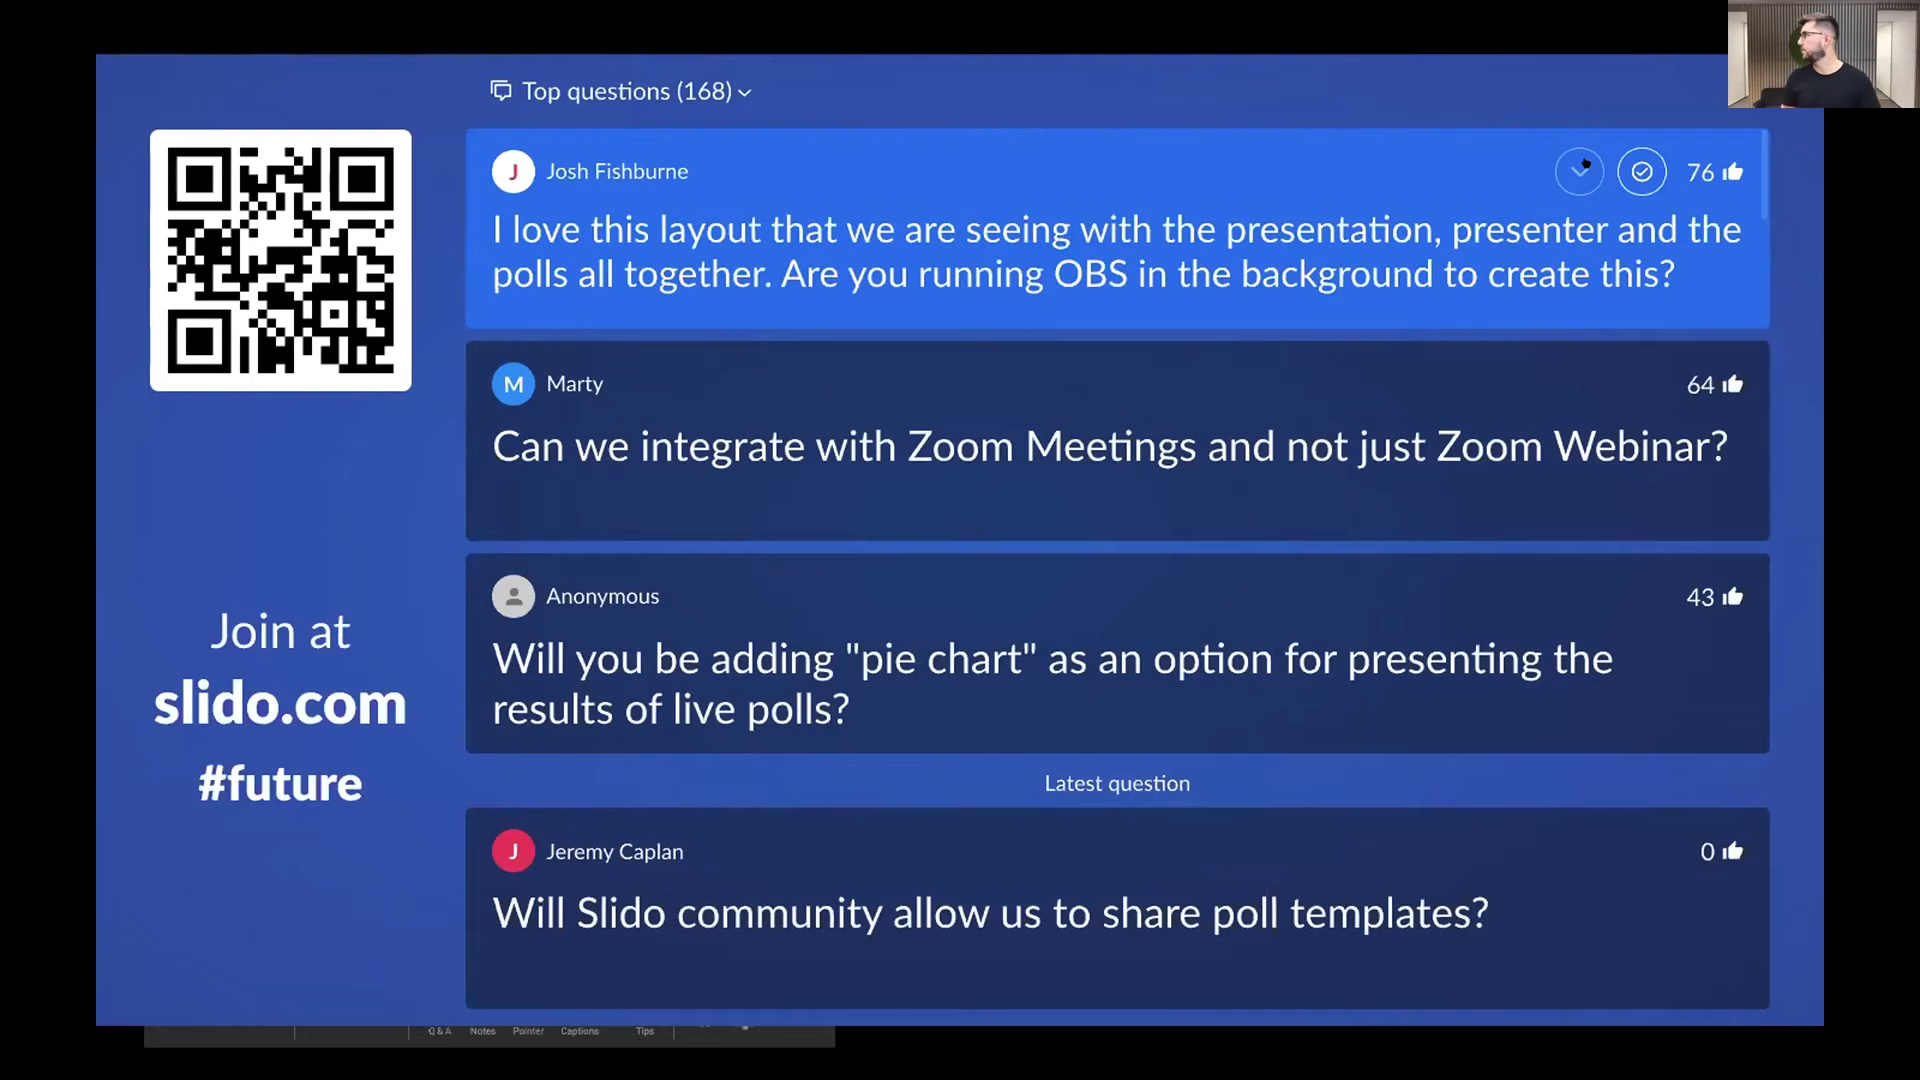 Top questions (168)
J
Josh Fishburne
76
I love this layout that we are seeing with the presentation, presenter and the
polls all together. Are you running OBS in the background to create this?
M
Marty
64
Can we integrate with Zoom Meetings and not just Zoom Webinar?
Anonymous
43
Will you be adding "pie chart" as an option for presenting the
results of live polls?
Join at
slido.com
#future
Latest question
J
Jeremy Caplan
0
Will Slido community allow us to share poll templates?
Q & A Notes Pointer Captions Tips